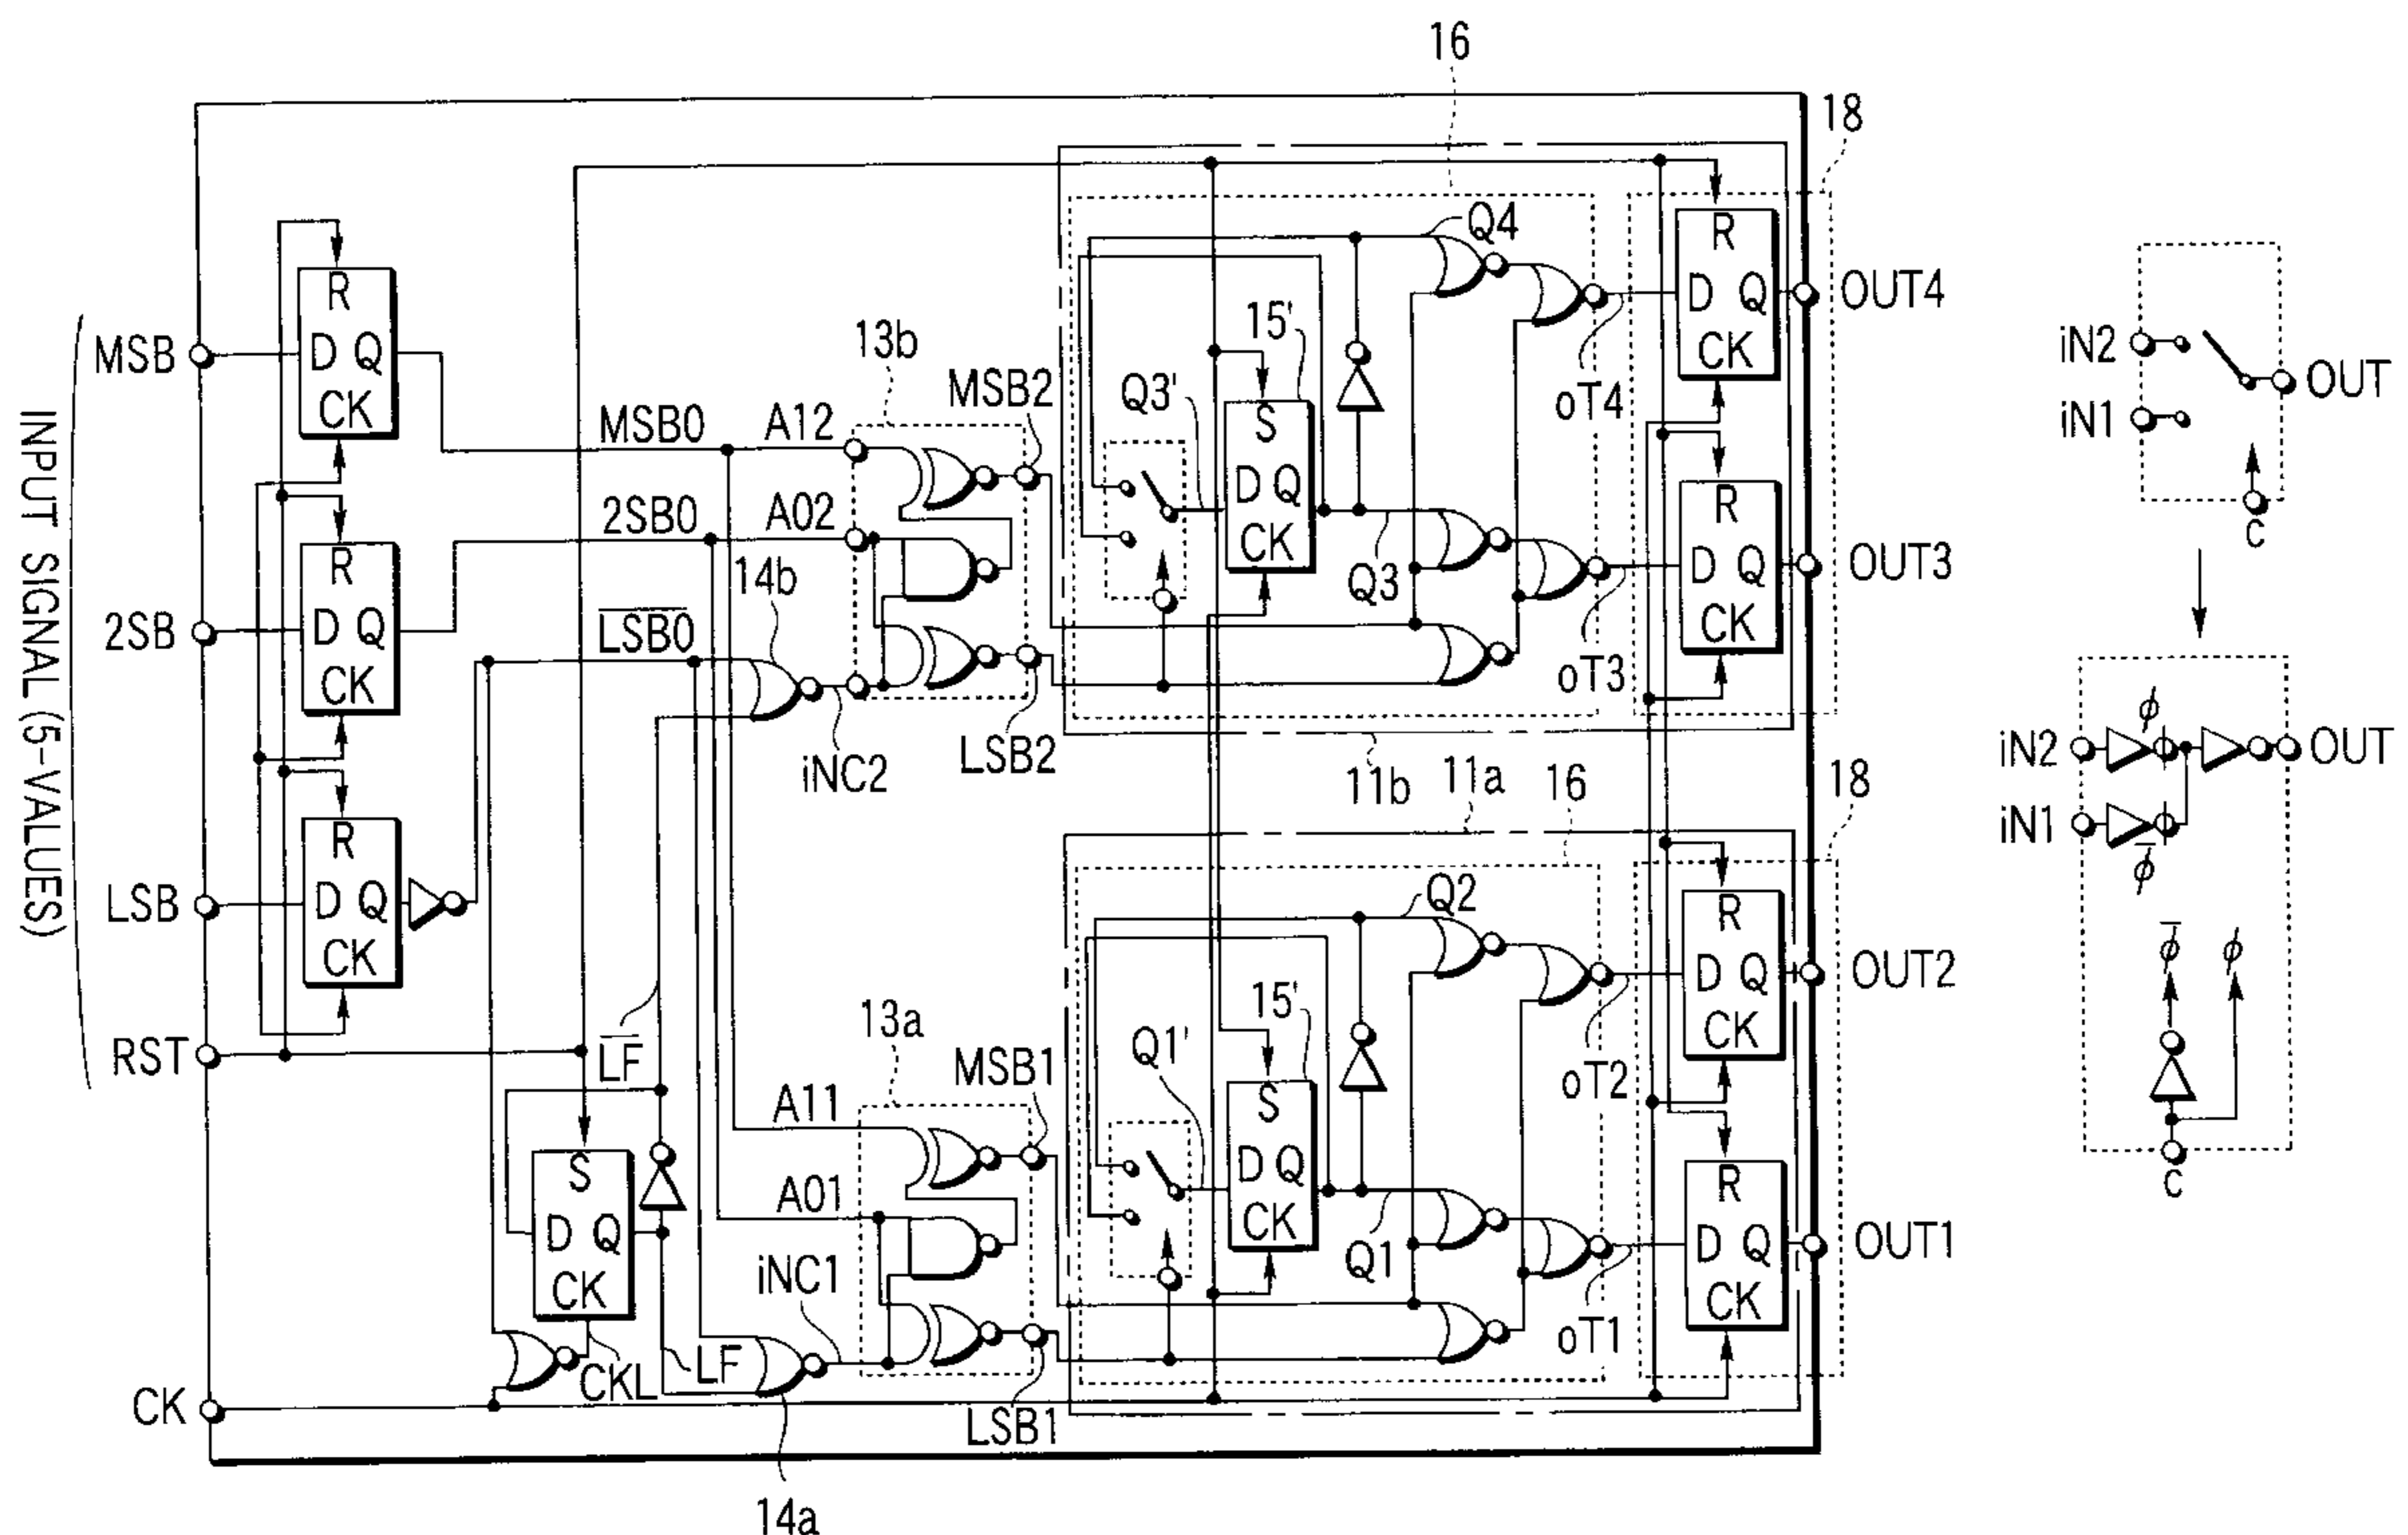 16
18
Q4
R
R
D Q
OUT4
MSB
D Q
13b
15'
CK
iN2
OUT
CK
MSB2
Q3'
S
oT4
iN1
INPUT SIGNAL (5-VALUES)
MSB0
A12
D Q
R
C
2SB0
A02
CK
D Q
OUT3
R
14b
Q3
CK
2SB
D Q
LSB0
oT3
CK
LSB2
iNC2
11b
11a
16
18
ϕ
iN2
OUT
R
iN1
ϕ
LSB
D Q
Q2
R
CK
13a
15'
D Q
OUT2
ϕ
ϕ
RST
LF
MSB1
Q1'
S
CK
oT2
A11
D Q
R
C
S
A01
CK
D Q
OUT1
D Q
iNC1
Q1
CK
CK
oT1
CKL
LF
CK
LSB1
14a